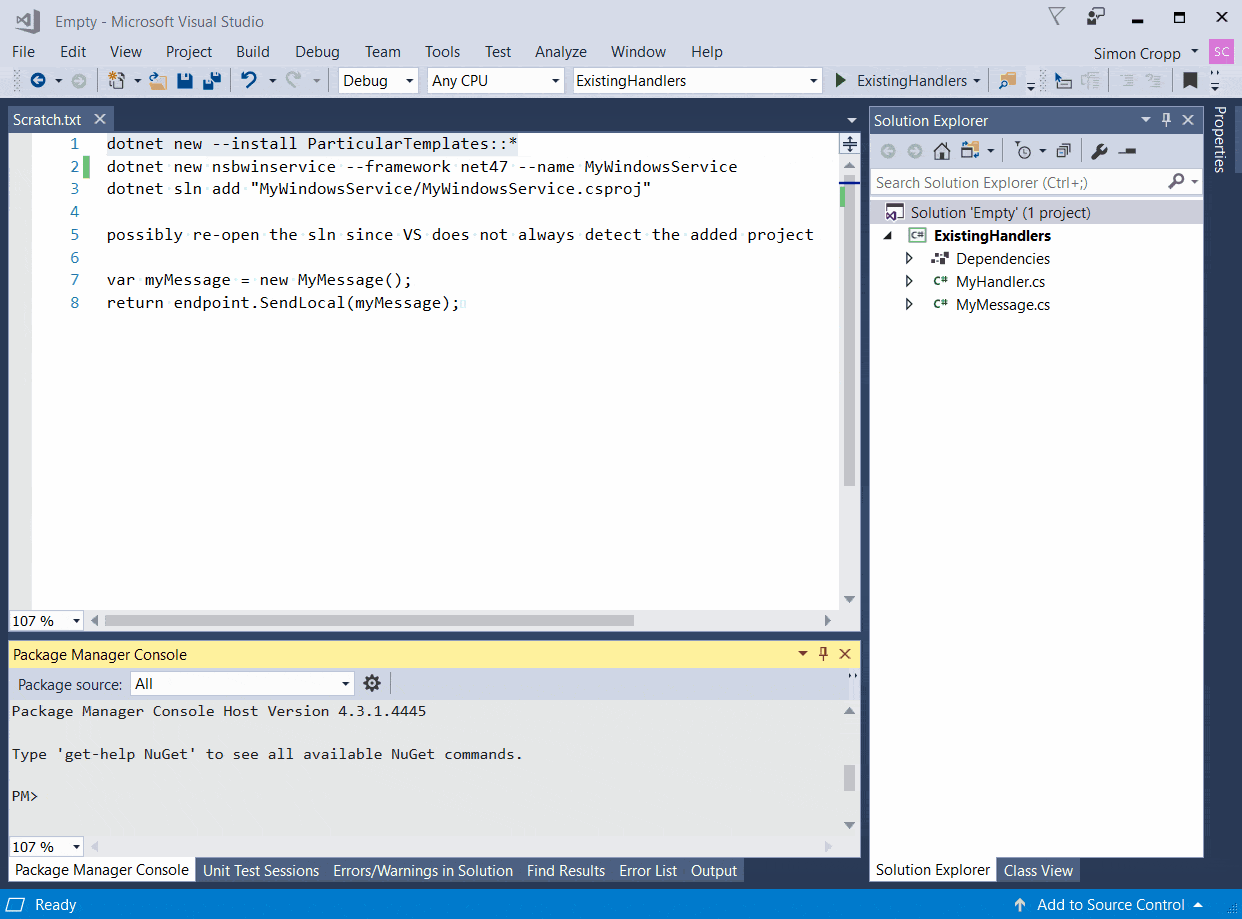 Empty - Microsoft Visual Studio
File Edit View Project Build Debug Team Tools Test Analyze Window Help
Simon Cropp SC
Debug Any CPU ExistingHandlers ExistingHandlers
Scratch.txt
1 dotnet new --install ParticularTemplates::*
2 dotnet new nsbwinservice --framework net47 --name MyWindowsService
3 dotnet sln add "MyWindowsService/MyWindowsService.csproj"
4
5 possibly re-open the sln since VS does not always detect the added project
6
7 var myMessage = new MyMessage();
8 return endpoint.SendLocal(myMessage);
107 %
Package Manager Console
Package source: All
Package Manager Console Host Version 4.3.1.4445
Type 'get-help NuGet' to see all available NuGet commands.
PM>
107 %
Package Manager Console Unit Test Sessions Errors/Warnings in Solution Find Results Error List Output
Solution Explorer
Search Solution Explorer (Ctrl+;)
Solution 'Empty' (1 project)
C# ExistingHandlers
Dependencies
C# MyHandler.cs
C# MyMessage.cs
Solution Explorer Class View
Properties
Ready
Add to Source Control